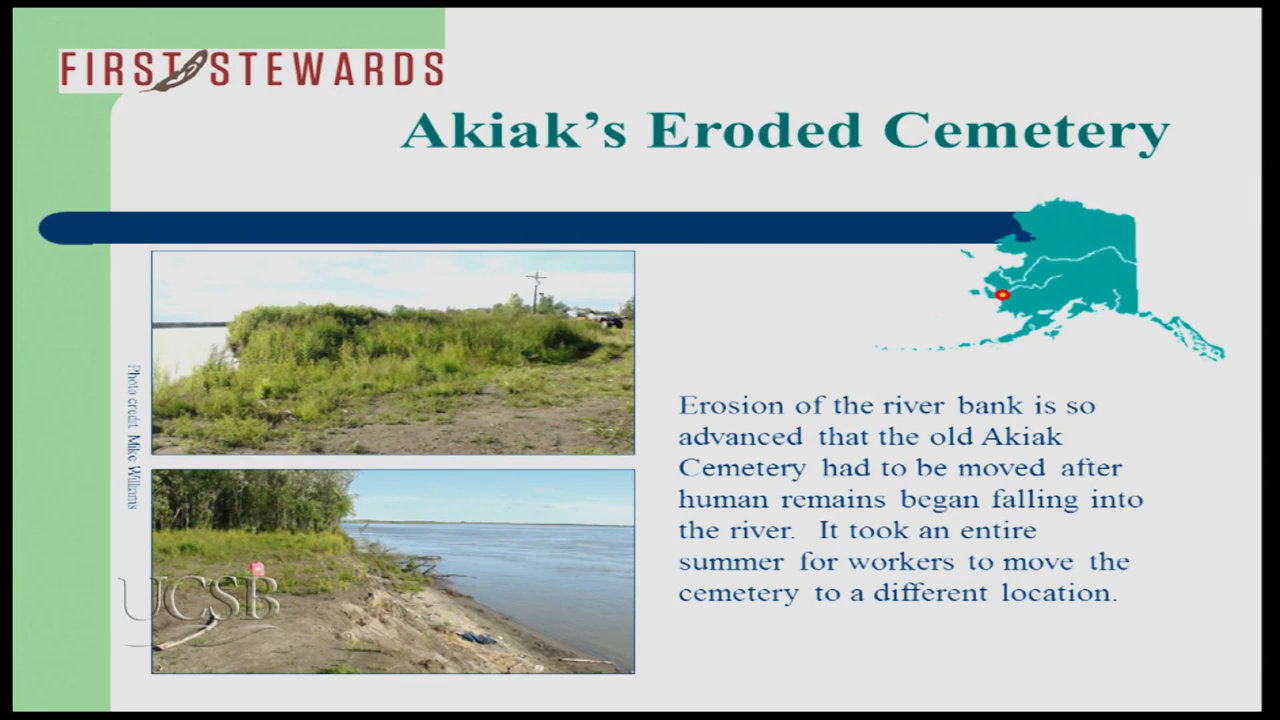 FIRST STEWARDS
Akiak's Eroded Cemetery
Photo credit: Mike Williams
Erosion of the river bank is so
advanced that the old Akiak
Cemetery had to be moved after
human remains began falling into
the river. It took an entire
summer for workers to move the
cemetery to a different location.
UCSB